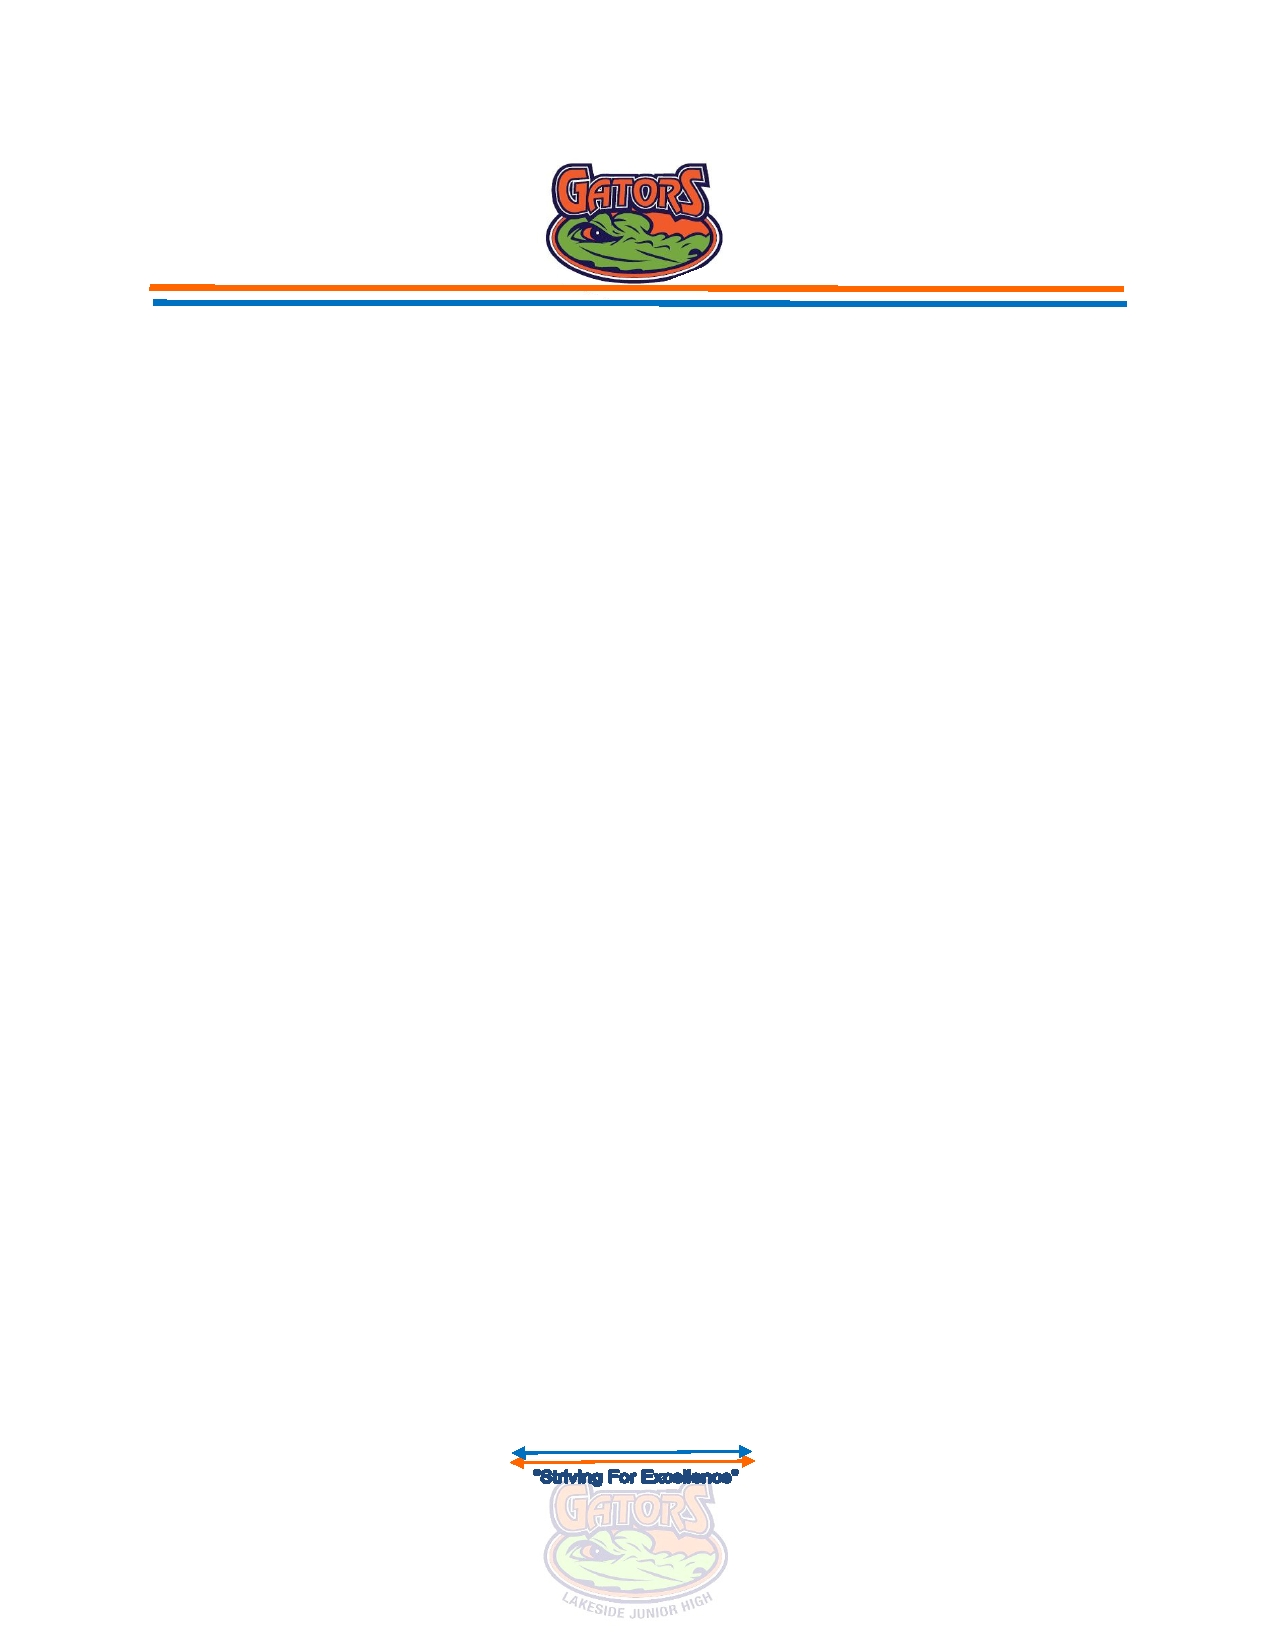 GATORS
"Striving For Excellence"
GATORS
LAKESIDE JUNIOR HIGH